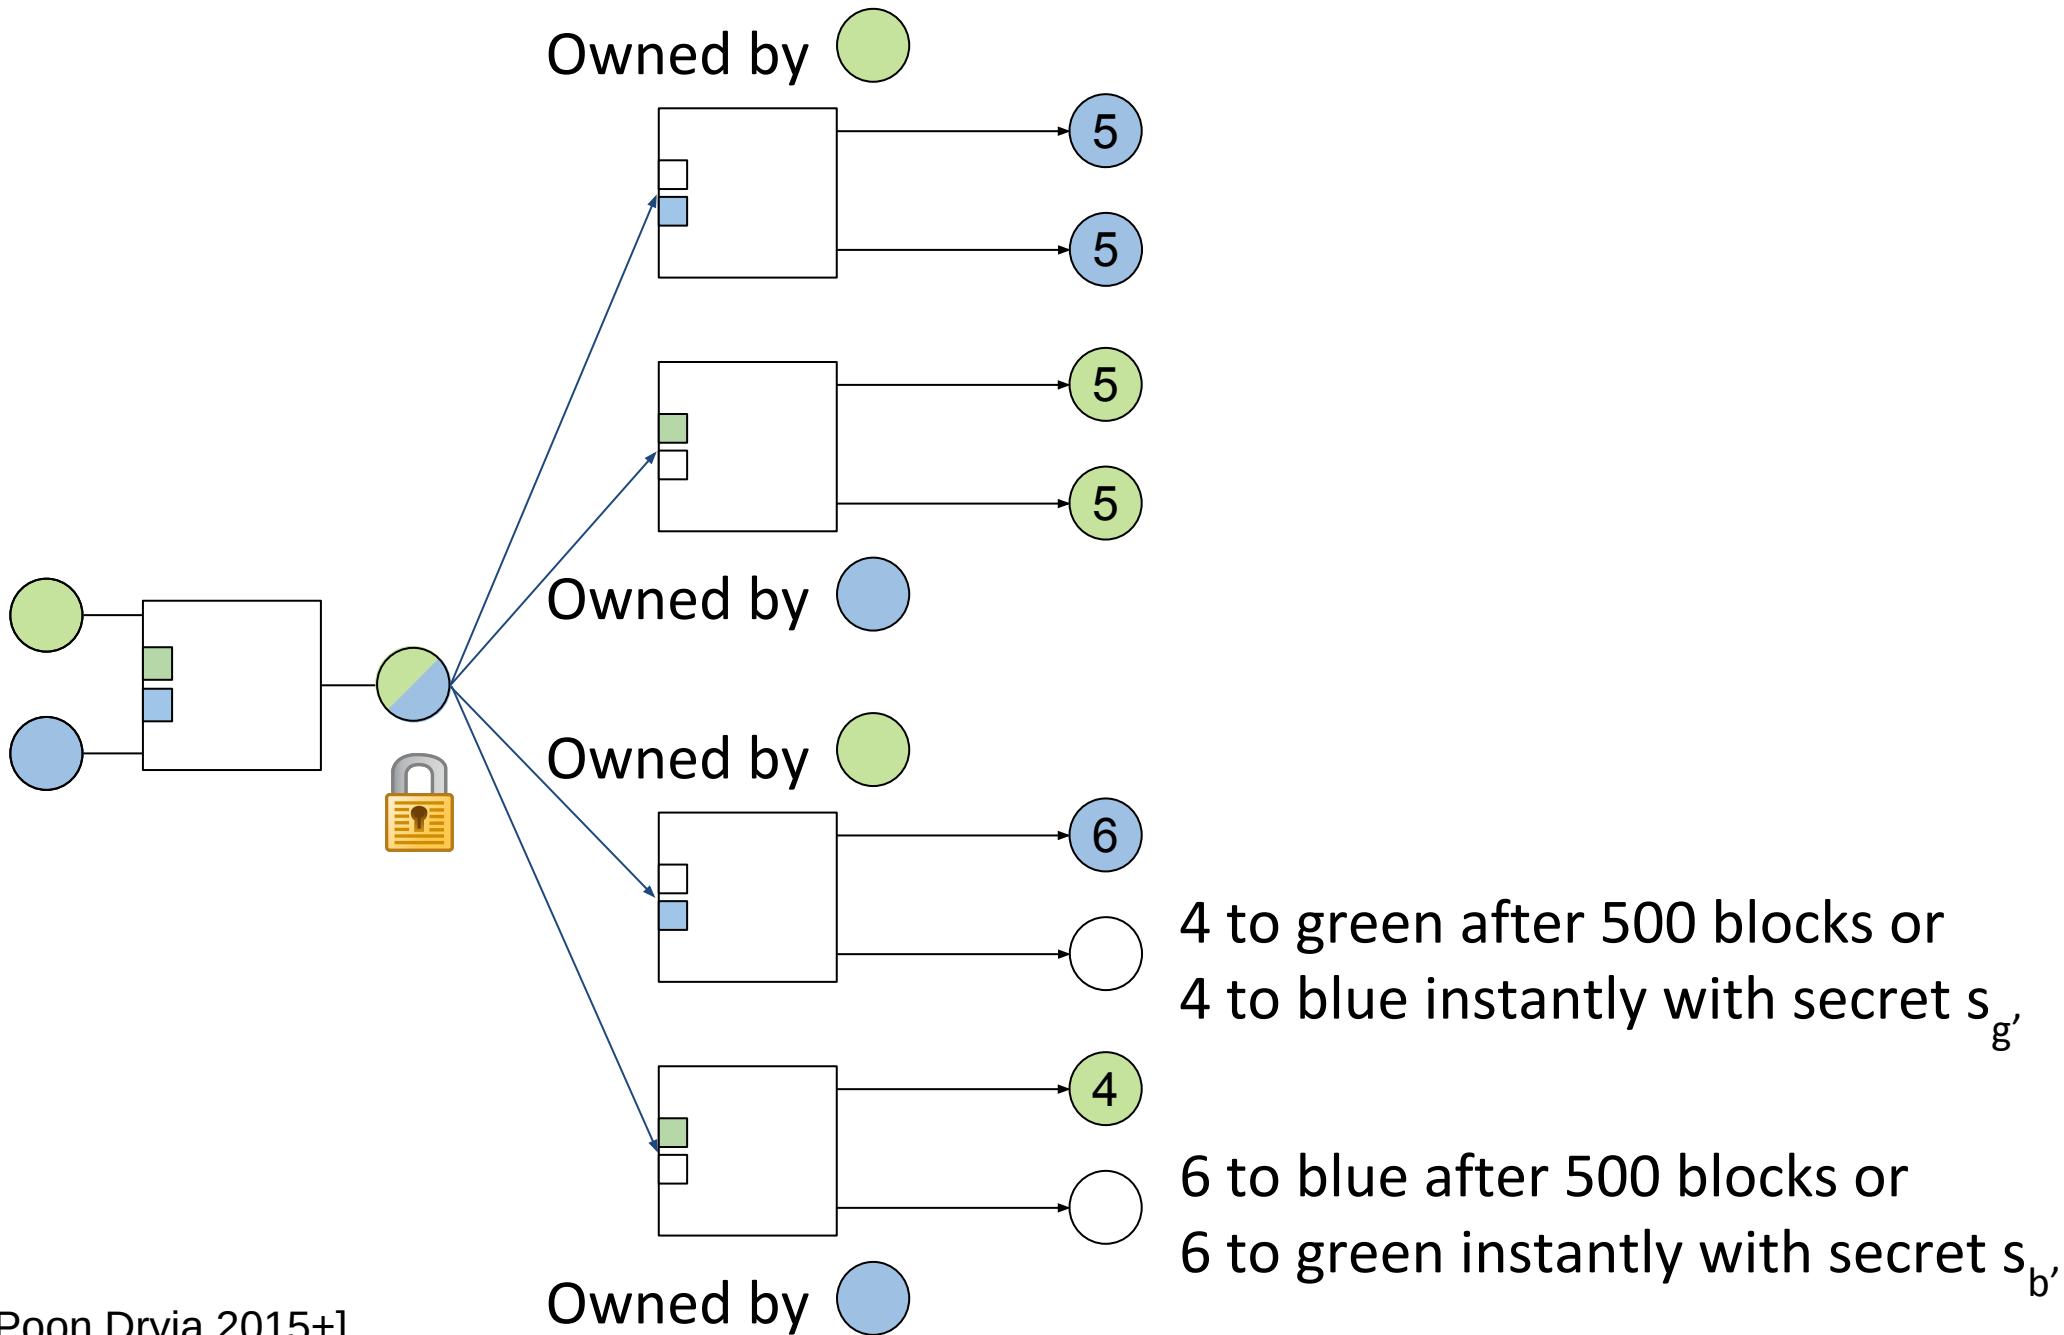 Owned by
5
5
5
5
Owned by
Owned by
6
4 to green after 500 blocks or
4 to blue instantly with secret s_g'
4
6 to blue after 500 blocks or
6 to green instantly with secret s_b'
Owned by
Poon Dryja 2015+]